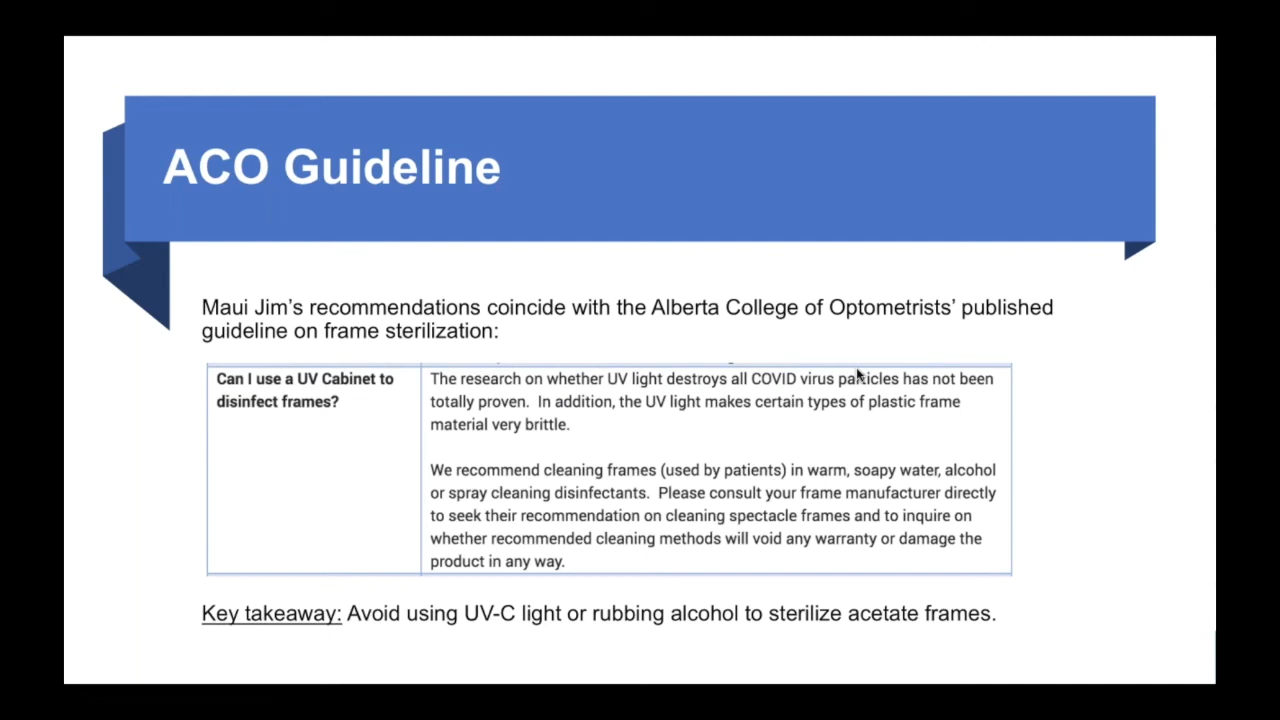 ACO Guideline
Maui Jim's recommendations coincide with the Alberta College of Optometrists' published
guideline on frame sterilization:
Can I use a UV Cabinet to
disinfect frames?
The research on whether UV light destroys all COVID virus particles has not been
totally proven.  In addition, the UV light makes certain types of plastic frame
material very brittle.
We recommend cleaning frames (used by patients) in warm, soapy water, alcohol
or spray cleaning disinfectants.  Please consult your frame manufacturer directly
to seek their recommendation on cleaning spectacle frames and to inquire on
whether recommended cleaning methods will void any warranty or damage the
product in any way.
Key takeaway: Avoid using UV-C light or rubbing alcohol to sterilize acetate frames.